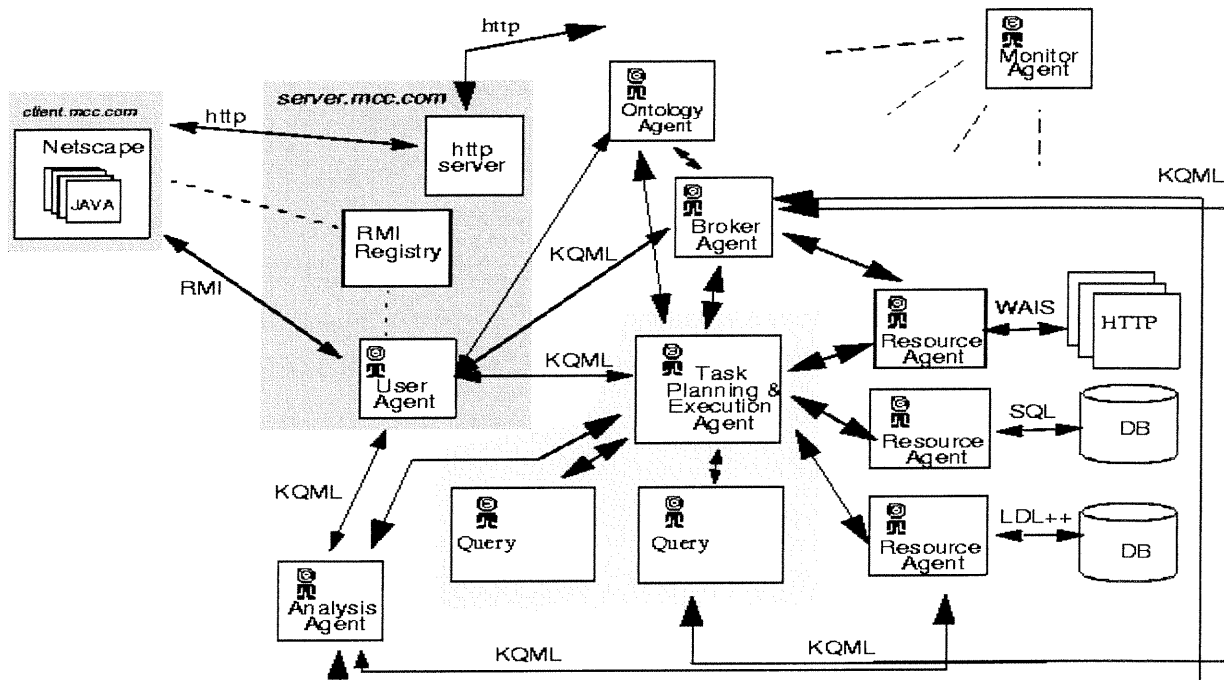 http
Monitor
Agent
server.mcc.com
client.mcc.com
http
Ontology
Agent
Netscape
JAVA
http
server
KQML
RMI
Registry
KQML
Broker
Agent
RMI
WAIS
HTTP
Resource
Agent
User
Agent
KQML
Task
Planning &
Execution
Agent
SQL
DB
Resource
Agent
KQML
Query
Query
LDL++
DB
Resource
Agent
Analysis
Agent
KQML
KQML